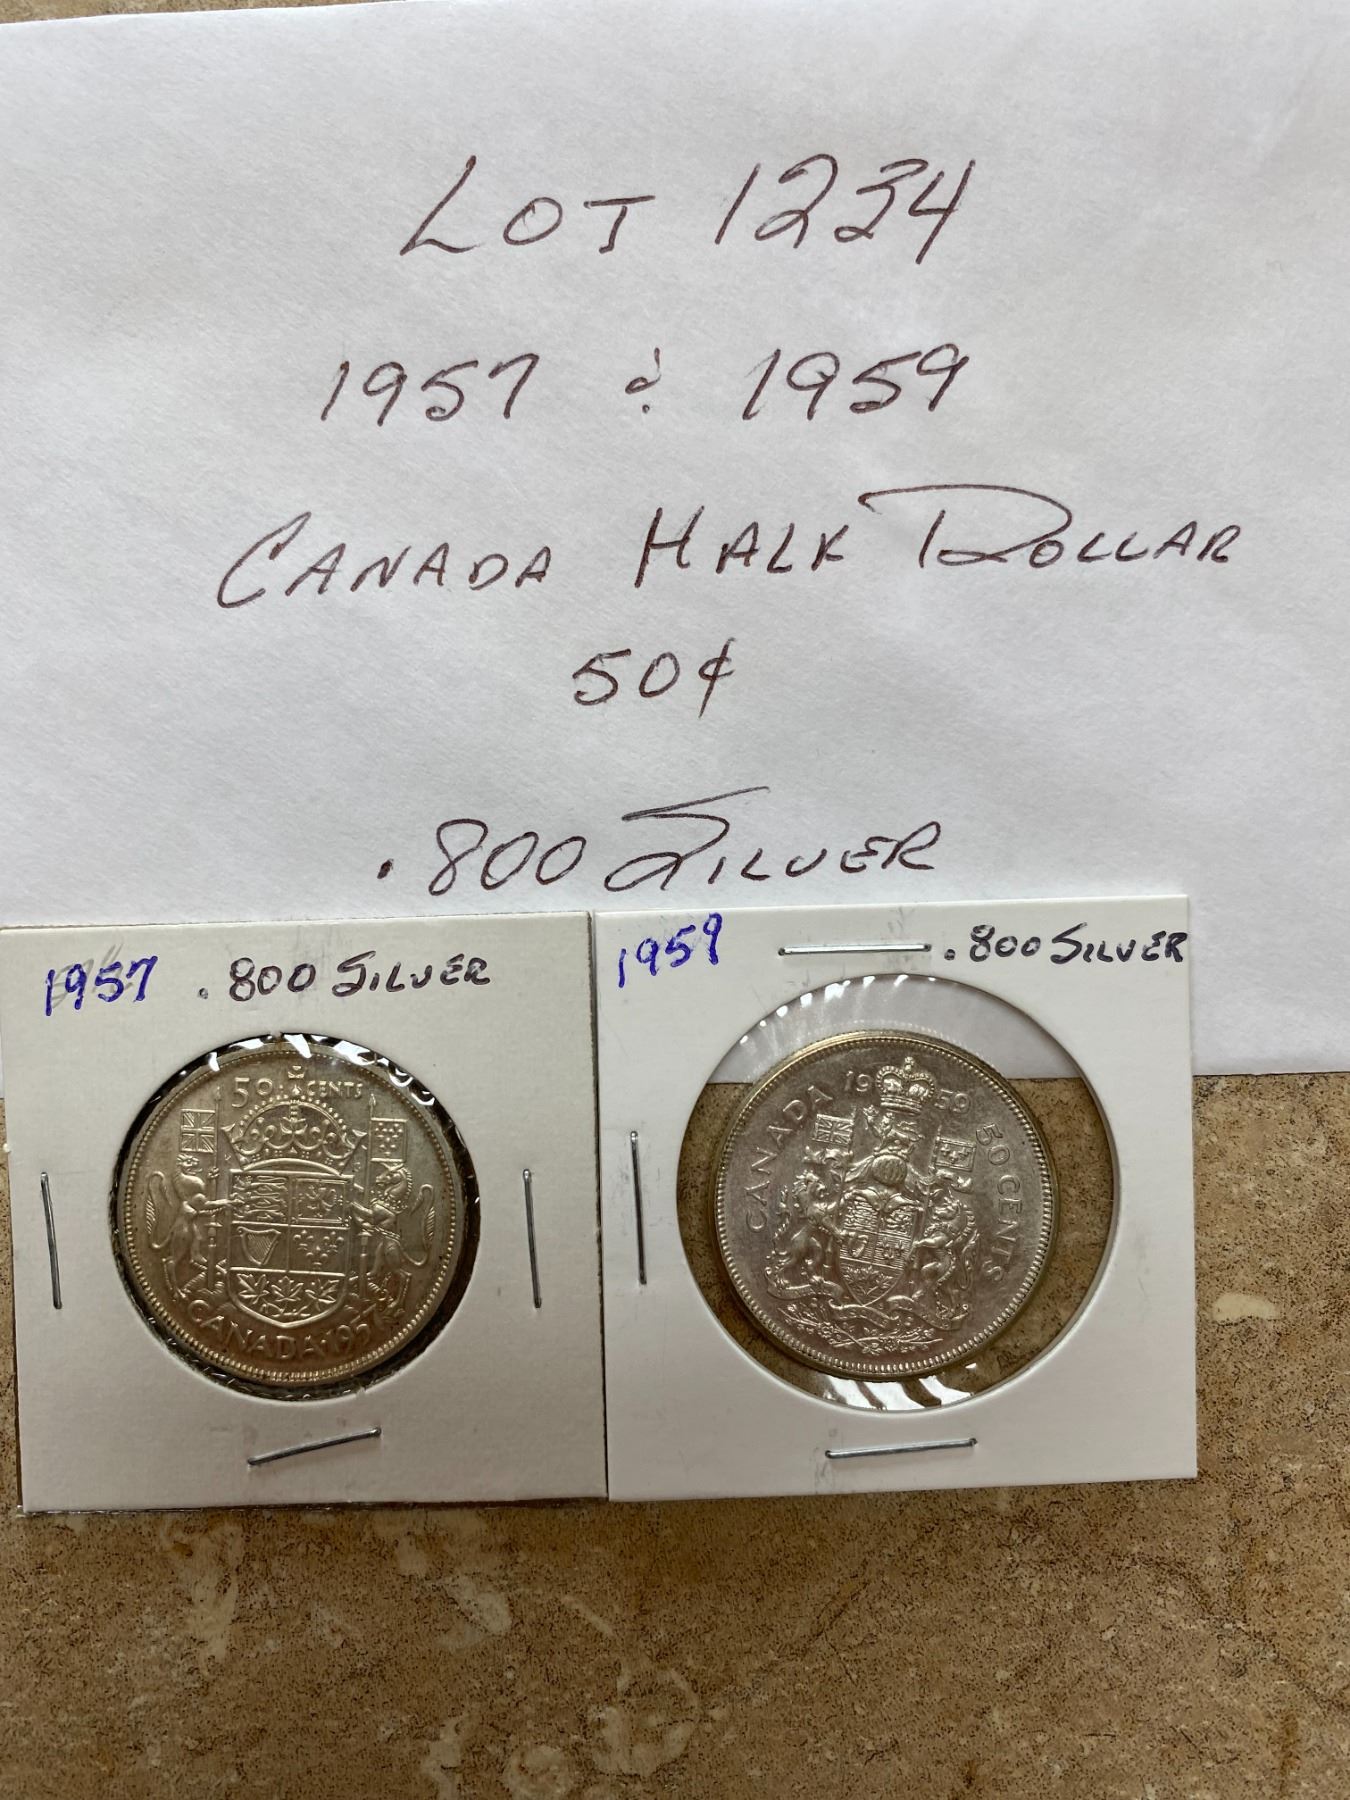 LOT 1234
1957 & 1959
CANADA HALF DOLLAR
50¢
.800 SILVER
1957 .800 SILVER
50 CENTS
CANADA 1957
1959 .800 SILVER
CANADA 1959 50 CENTS